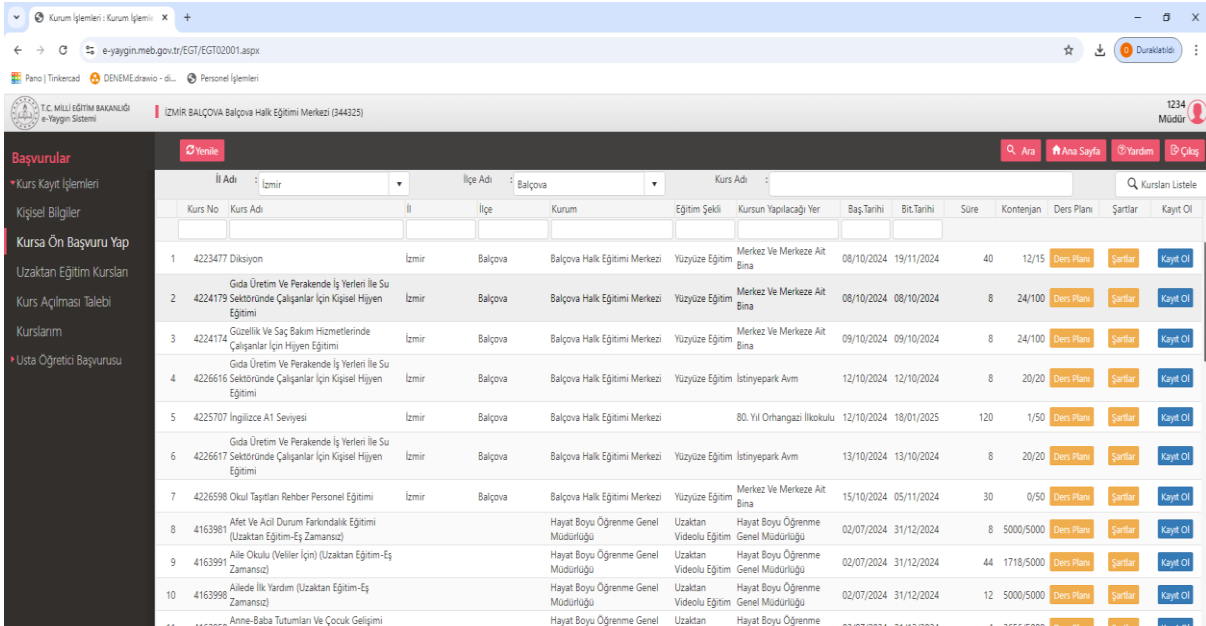 Kurum İşlemleri : Kurum İşlemle
e-yaygin.meb.gov.tr/EGT/EGT02001.aspx
Duraklatıldı
Pano | Tinkercad DENEME.drawio - di... Personel İşlemleri
T.C. MİLLİ EĞİTİM BAKANLIĞI
e-Yaygın Sistemi
İZMİR BALÇOVA Balçova Halk Eğitimi Merkezi (344325)
1234
Müdür
Başvurular
Kurs Kayıt İşlemleri
Kişisel Bilgiler
Kursa Ön Başvuru Yap
Uzaktan Eğitim Kursları
Kurs Açılması Talebi
Kurslarım
Usta Öğretici Başvurusu
Yenile Ara Ana Sayfa Yardım Çıkış
İl Adı : İzmir İlçe Adı : Balçova Kurs Adı : Kursları Listele
Kurs No Kurs Adı İl İlçe Kurum Eğitim Şekli Kursun Yapılacağı Yer Baş.Tarihi Bit.Tarihi Süre Kontenjan Ders Planı Şartlar Kayıt Ol
Merkez Ve Merkeze Ait
1 4223477 Diksiyon İzmir Balçova Balçova Halk Eğitimi Merkezi Yüzyüze Eğitim 08/10/2024 19/11/2024 40 12/15 Ders Planı Şartlar Kayıt Ol
Bina
Gıda Üretim Ve Perakende İş Yerleri İle Su Merkez Ve Merkeze Ait
2 4224179 Sektöründe Çalışanlar İçin Kişisel Hijyen İzmir Balçova Balçova Halk Eğitimi Merkezi Yüzyüze Eğitim 08/10/2024 08/10/2024 8 24/100 Ders Planı Şartlar Kayıt Ol
Eğitimi Bina
Güzellik Ve Saç Bakım Hizmetlerinde Merkez Ve Merkeze Ait
3 4224174 İzmir Balçova Balçova Halk Eğitimi Merkezi Yüzyüze Eğitim 09/10/2024 09/10/2024 8 24/100 Ders Planı Şartlar Kayıt Ol
Çalışanlar İçin Hijyen Eğitimi Bina
Gıda Üretim Ve Perakende İş Yerleri İle Su
4 4226616 Sektöründe Çalışanlar İçin Kişisel Hijyen İzmir Balçova Balçova Halk Eğitimi Merkezi Yüzyüze Eğitim İstinyepark Avm 12/10/2024 12/10/2024 8 20/20 Ders Planı Şartlar Kayıt Ol
Eğitimi
5 4225707 İngilizce A1 Seviyesi İzmir Balçova Balçova Halk Eğitimi Merkezi 80. Yıl Orhangazi İlkokulu 12/10/2024 18/01/2025 120 1/50 Ders Planı Şartlar Kayıt Ol
Gıda Üretim Ve Perakende İş Yerleri İle Su
6 4226617 Sektöründe Çalışanlar İçin Kişisel Hijyen İzmir Balçova Balçova Halk Eğitimi Merkezi Yüzyüze Eğitim İstinyepark Avm 13/10/2024 13/10/2024 8 20/20 Ders Planı Şartlar Kayıt Ol
Eğitimi
Merkez Ve Merkeze Ait
7 4226598 Okul Taşıtları Rehber Personel Eğitimi İzmir Balçova Balçova Halk Eğitimi Merkezi Yüzyüze Eğitim 15/10/2024 05/11/2024 30 0/50 Ders Planı Şartlar Kayıt Ol
Bina
Afet Ve Acil Durum Farkındalık Eğitimi Hayat Boyu Öğrenme Genel Uzaktan Hayat Boyu Öğrenme
8 4163981 02/07/2024 31/12/2024 8 5000/5000 Ders Planı Şartlar Kayıt Ol
(Uzaktan Eğitim-Eş Zamansız) Müdürlüğü Videolu Eğitim Genel Müdürlüğü
Aile Okulu (Veliler İçin) (Uzaktan Eğitim-Eş Hayat Boyu Öğrenme Genel Uzaktan Hayat Boyu Öğrenme
9 4163991 02/07/2024 31/12/2024 44 1718/5000 Ders Planı Şartlar Kayıt Ol
Zamansız) Müdürlüğü Videolu Eğitim Genel Müdürlüğü
Ailede İlk Yardım (Uzaktan Eğitim-Eş Hayat Boyu Öğrenme Genel Uzaktan Hayat Boyu Öğrenme
10 4163998 02/07/2024 31/12/2024 12 5000/5000 Ders Planı Şartlar Kayıt Ol
Zamansız) Müdürlüğü Videolu Eğitim Genel Müdürlüğü
Anne-Baba Tutumları Ve Çocuk Gelişimi Hayat Boyu Öğrenme Genel Uzaktan Hayat Boyu Öğrenme